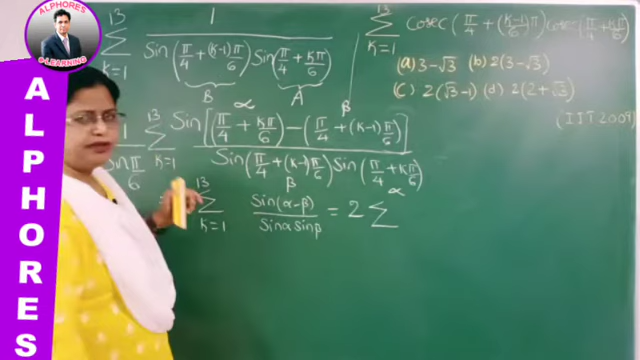 ALPHORES
e-LEARNING
ALPHORES
13 Σ K=1 1 / Sin(π/4+(K-1)π/6) Sin(π/4+Kπ/6)
B A
α β
1 / Sin π/6 13 Σ K=1 Sin[(π/4+Kπ/6)-(π/4+(K-1)π/6)] / Sin(π/4+(K-1)π/6) Sin(π/4+Kπ/6)
β α
= 13 Σ K=1 Sin(α-β) / Sinα sinβ = 2 Σ
13 Σ K=1 Cosec(π/4+(K-1)π/6) Cosec(π/4+Kπ/6)
(a) 3-√3 (b) 2(3-√3)
(c) 2(√3-1) (d) 2(2+√3)
(IIT 2009)